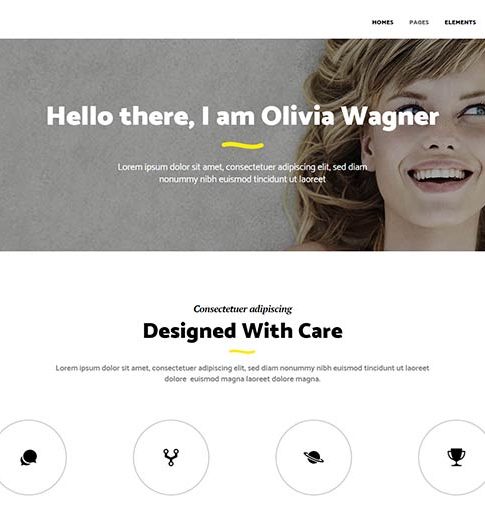 HOMES PAGES ELEMENTS
Hello there, I am Olivia Wagner
Lorem ipsum dolor sit amet, consectetuer adipiscing elit, sed diam
nonummy nibh euismod tincidunt ut laoreet
Consectetuer adipiscing
Designed With Care
Lorem ipsum dolor sit amet, consectetuer adipiscing elit, sed diam nonummy nibh euismod tincidunt ut laoreet
dolore euismod magna laoreet dolore magna.